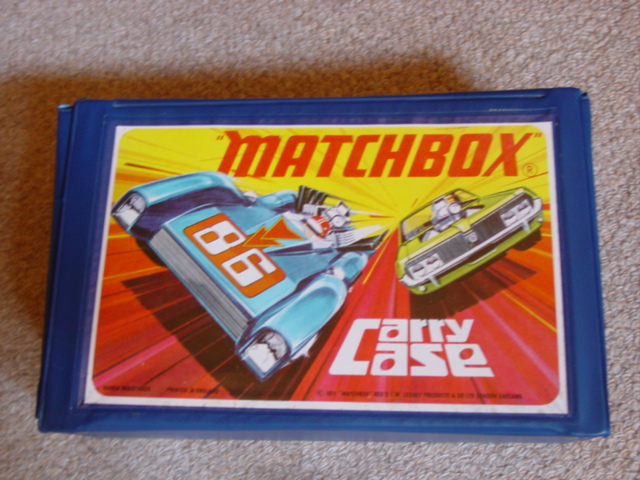 "MATCHBOX"
®
86
Carry
Case
PRINTED IN ENGLAND